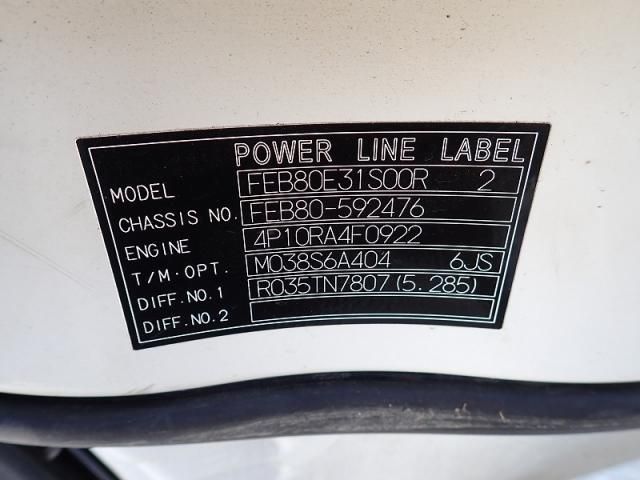 POWER LINE LABEL
MODEL FEB80E31S00R 2
CHASSIS NO. FEB80-592476
ENGINE 4P10RA4F0922
T/M·OPT. M038S6A404 6JS
DIFF.NO.1 R035TN7807(5.285)
DIFF.NO.2